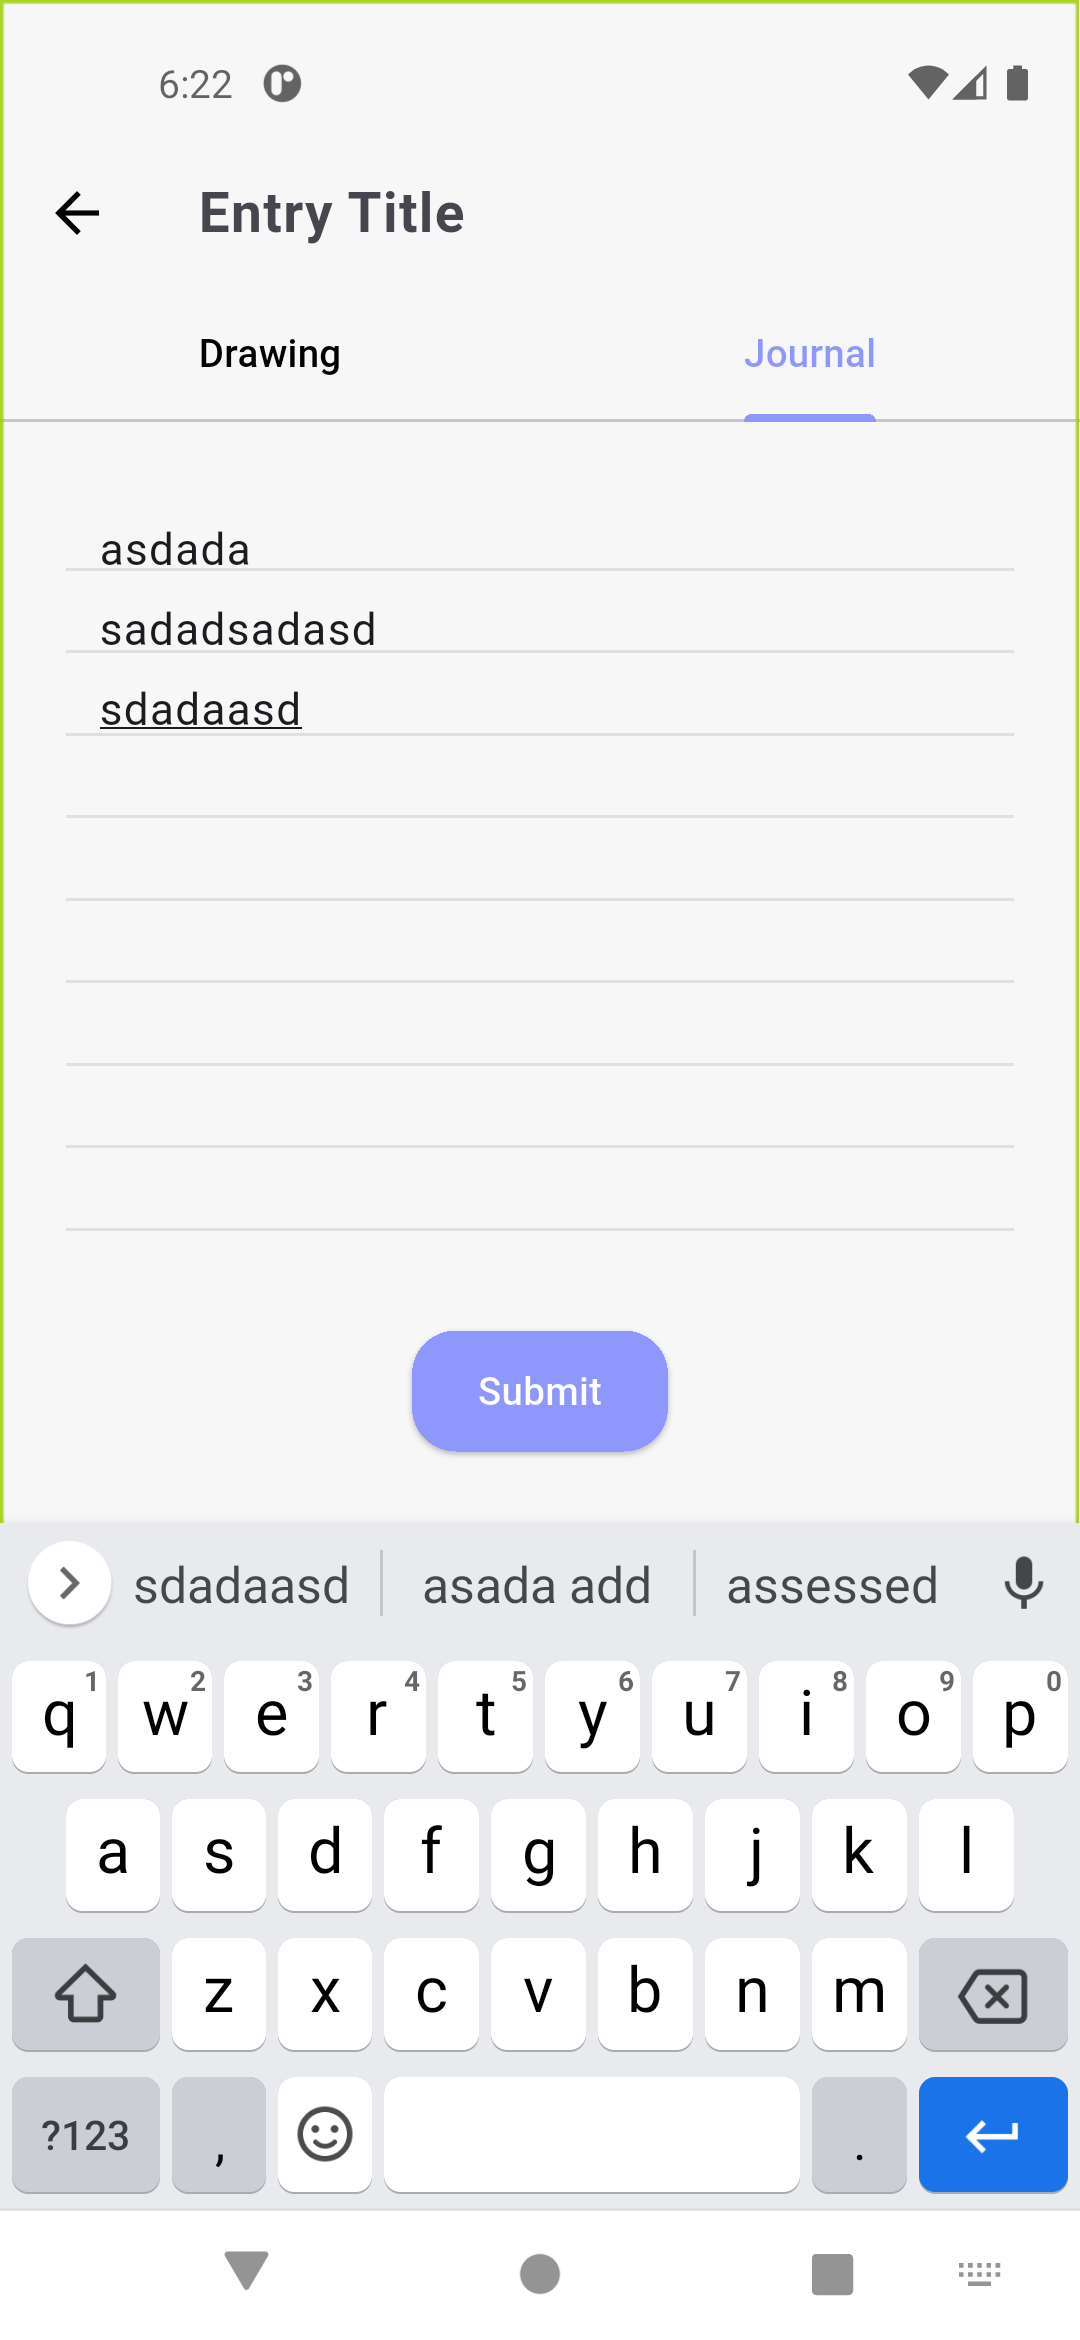 6:22
Entry Title
Drawing Journal
asdada
sadadsadasd
sdadaasd
Submit
sdadaasd asada add assessed
q 1 w 2 e 3 r 4 t 5 y 6 u 7 i 8 o 9 p 0
a s d f g h j k l
z x c v b n m
?123 , .